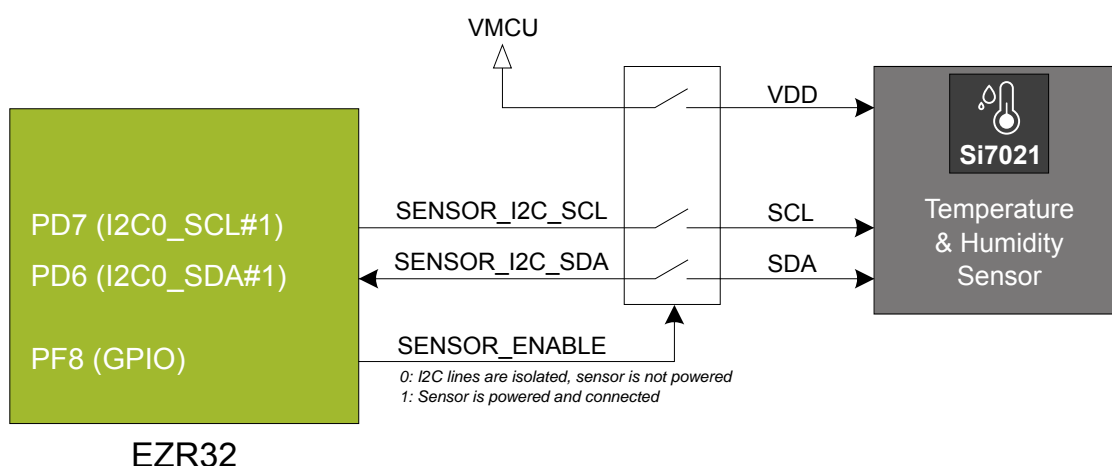 VMCU
VDD
Si7021
PD7 (I2C0_SCL#1)
SENSOR_I2C_SCL
SCL
Temperature
& Humidity
Sensor
PD6 (I2C0_SDA#1)
SENSOR_I2C_SDA
SDA
PF8 (GPIO)
SENSOR_ENABLE
0: I2C lines are isolated, sensor is not powered
1: Sensor is powered and connected
EZR32